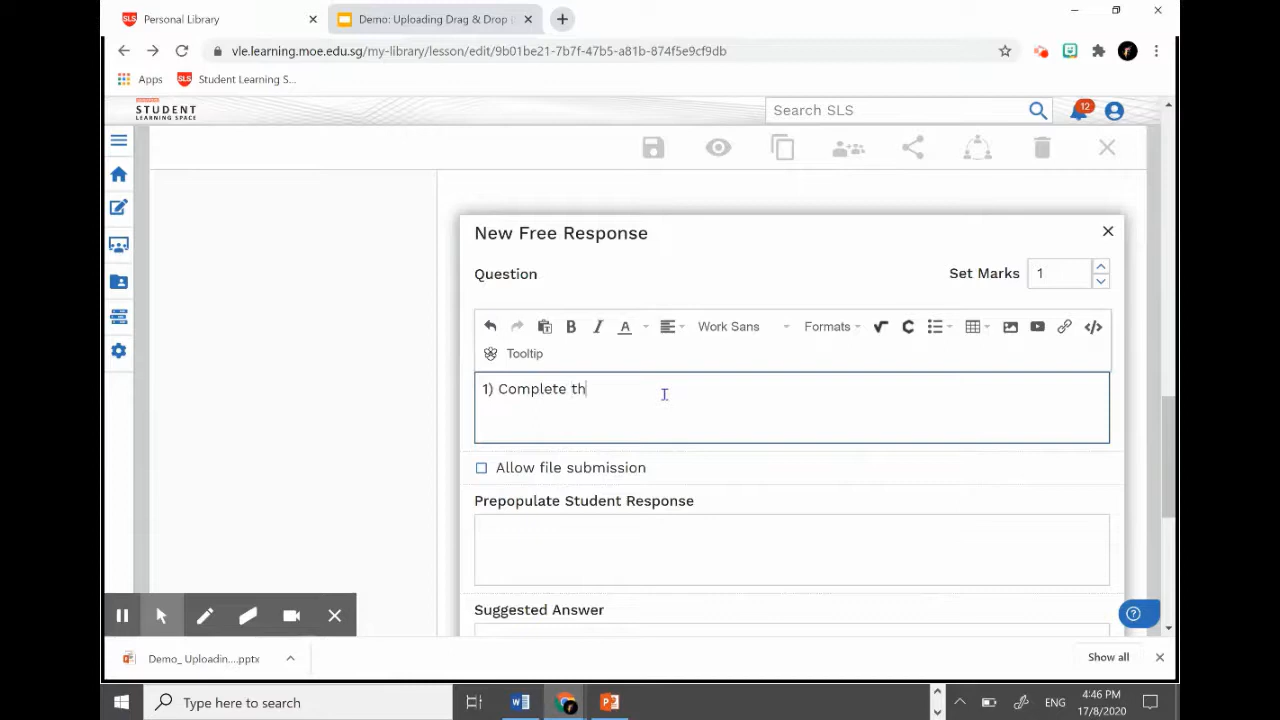 Personal Library
Demo: Uploading Drag & Drop
vle.learning.moe.edu.sg/my-library/lesson/edit/9b01be21-7b7f-47b5-a81b-874f5e9cf9db
Apps
SLS
Student Learning S...
STUDENT
LEARNING SPACE
Search SLS
12
New Free Response
Question
Set Marks
1
B
I
A
Work Sans
Formats
Tooltip
1) Complete th
Allow file submission
Prepopulate Student Response
Suggested Answer
Demo_ Uploadin....pptx
Show all
Type here to search
ENG
4:46 PM
17/8/2020